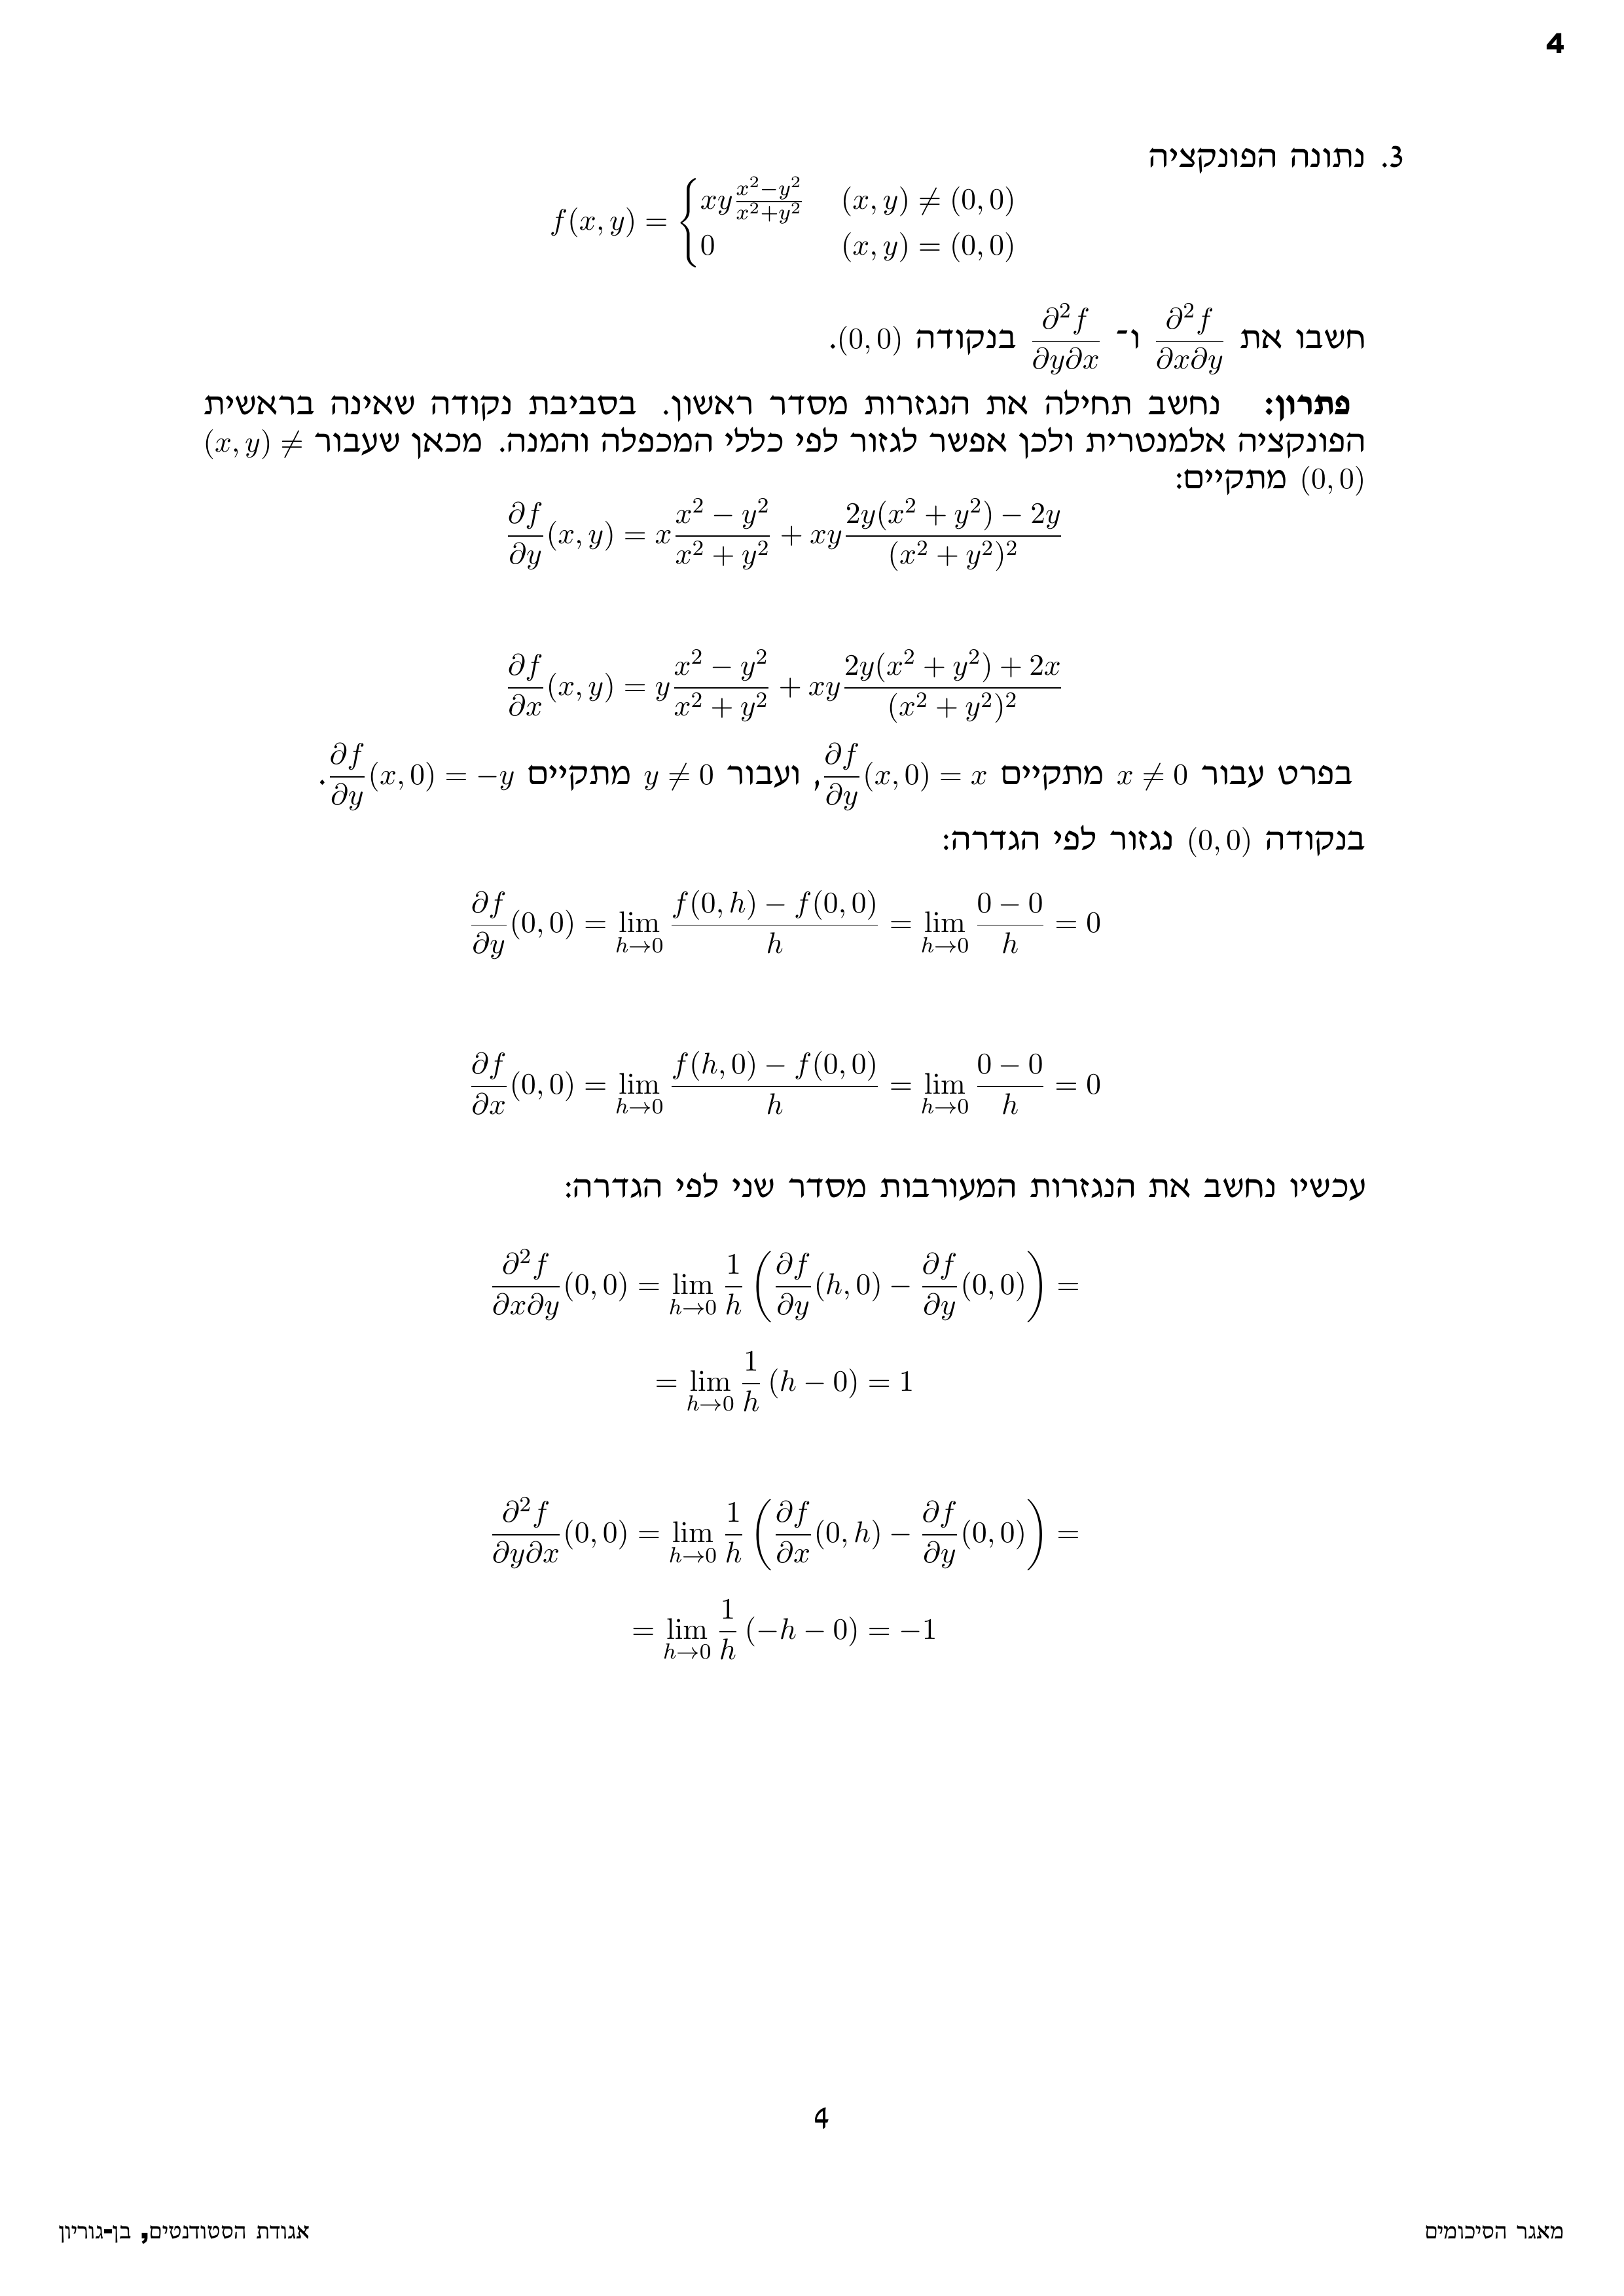 4
3. נתונה הפונקציה
$f(x, y) = \begin{cases} xy\frac{x^2-y^2}{x^2+y^2} & (x, y) \neq (0, 0) \\ 0 & (x, y) = (0, 0) \end{cases}$
חשבו את $\frac{\partial^2 f}{\partial x \partial y}$ ו־ $\frac{\partial^2 f}{\partial y \partial x}$ בנקודה $(0, 0)$.
פתרון: נחשב תחילה את הנגזרות מסדר ראשון. בסביבת נקודה שאינה בראשית
הפונקציה אלמנטרית ולכן אפשר לגזור לפי כללי המכפלה והמנה. מכאן שעבור $(x, y) \neq$
$(0, 0)$ מתקיים:
$\frac{\partial f}{\partial y}(x, y) = x\frac{x^2 - y^2}{x^2 + y^2} + xy\frac{2y(x^2 + y^2) - 2y}{(x^2 + y^2)^2}$
$\frac{\partial f}{\partial x}(x, y) = y\frac{x^2 - y^2}{x^2 + y^2} + xy\frac{2y(x^2 + y^2) + 2x}{(x^2 + y^2)^2}$
בפרט עבור $x \neq 0$ מתקיים $\frac{\partial f}{\partial y}(x, 0) = x$, ועבור $y \neq 0$ מתקיים $\frac{\partial f}{\partial y}(x, 0) = -y$.
בנקודה $(0, 0)$ נגזור לפי הגדרה:
$\frac{\partial f}{\partial y}(0, 0) = \lim_{h \to 0} \frac{f(0, h) - f(0, 0)}{h} = \lim_{h \to 0} \frac{0 - 0}{h} = 0$
$\frac{\partial f}{\partial x}(0, 0) = \lim_{h \to 0} \frac{f(h, 0) - f(0, 0)}{h} = \lim_{h \to 0} \frac{0 - 0}{h} = 0$
עכשיו נחשב את הנגזרות המעורבות מסדר שני לפי הגדרה:
$\frac{\partial^2 f}{\partial x \partial y}(0, 0) = \lim_{h \to 0} \frac{1}{h} \left( \frac{\partial f}{\partial y}(h, 0) - \frac{\partial f}{\partial y}(0, 0) \right) =$
$= \lim_{h \to 0} \frac{1}{h} (h - 0) = 1$
$\frac{\partial^2 f}{\partial y \partial x}(0, 0) = \lim_{h \to 0} \frac{1}{h} \left( \frac{\partial f}{\partial x}(0, h) - \frac{\partial f}{\partial y}(0, 0) \right) =$
$= \lim_{h \to 0} \frac{1}{h} (-h - 0) = -1$
4
מאגר הסיכומים
אגודת הסטודנטים, בן-גוריון